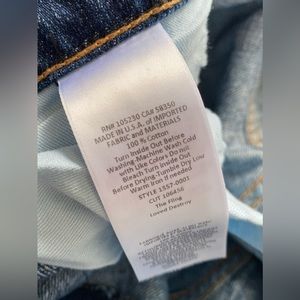 RN# 105230 CA# 58350
MADE IN U.S.A. of IMPORTED
FABRIC and MATERIALS
100 % Cotton
Turn Inside Out Before
Washing-Machine Wash Cold
with Like Colors Do not
Bleach Turn Inside Out
Before Drying-Tumble Dry Low
Warm Iron if needed
STYLE 1557-0001
CUT 106456
The Fling
Loved Destroy